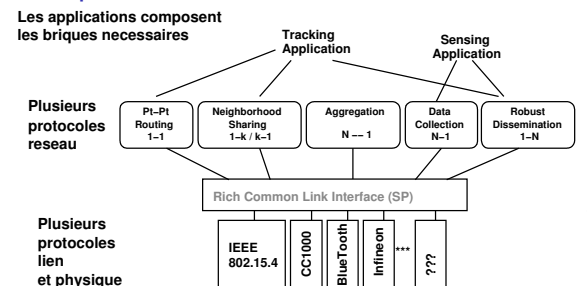 Les applications composent
les briques necessaires
Tracking
Application
Sensing
Application
Plusieurs
protocoles
reseau
Pt–Pt
Routing
1–1
Neighborhood
Sharing
1–k / k–1
Aggregation
N –– 1
Data
Collection
N–1
Robust
Dissemination
1–N
Rich Common Link Interface (SP)
Plusieurs
protocoles
lien
et physique
IEEE
802.15.4
CC1000
BlueTooth
Infineon
***
???